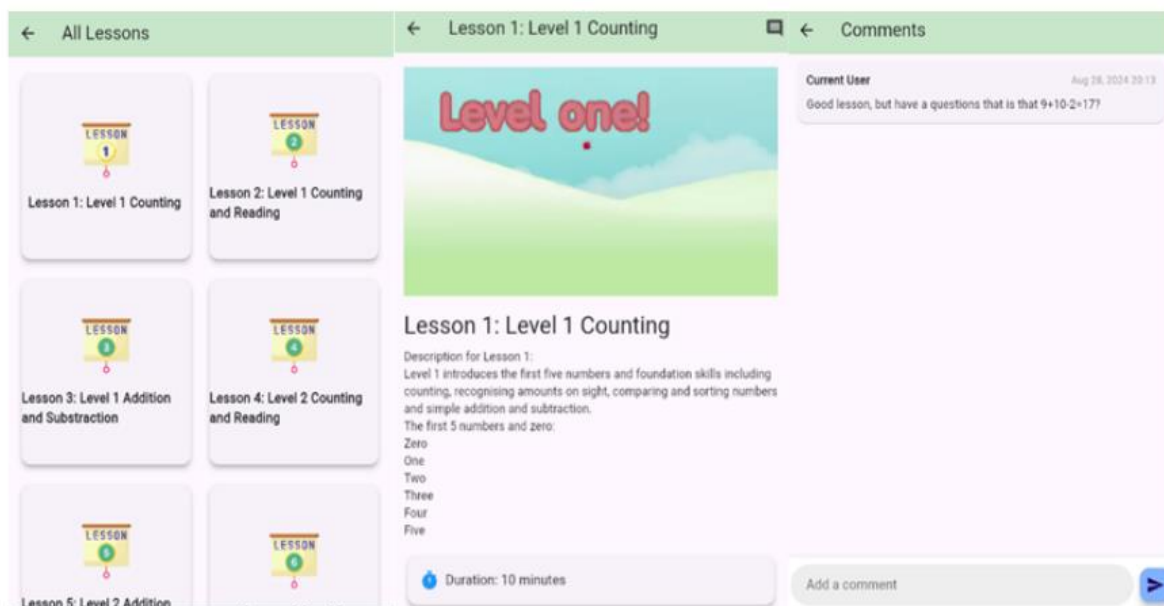 All Lessons
LESSON
1
Lesson 1: Level 1 Counting
LESSON
2
Lesson 2: Level 1 Counting
and Reading
LESSON
3
Lesson 3: Level 1 Addition
and Substraction
LESSON
4
Lesson 4: Level 2 Counting
and Reading
LESSON
5
Lesson 5: Level 2 Addition
LESSON
6
Lesson 1: Level 1 Counting
Level one!
Lesson 1: Level 1 Counting
Description for Lesson 1:
Level 1 introduces the first five numbers and foundation skills including
counting, recognising amounts on sight, comparing and sorting numbers
and simple addition and subtraction.
The first 5 numbers and zero:
Zero
One
Two
Three
Four
Five
Duration: 10 minutes
Comments
Current User
Aug 28, 2024 20:13
Good lesson, but have a questions that is that 9+10-2=17?
Add a comment